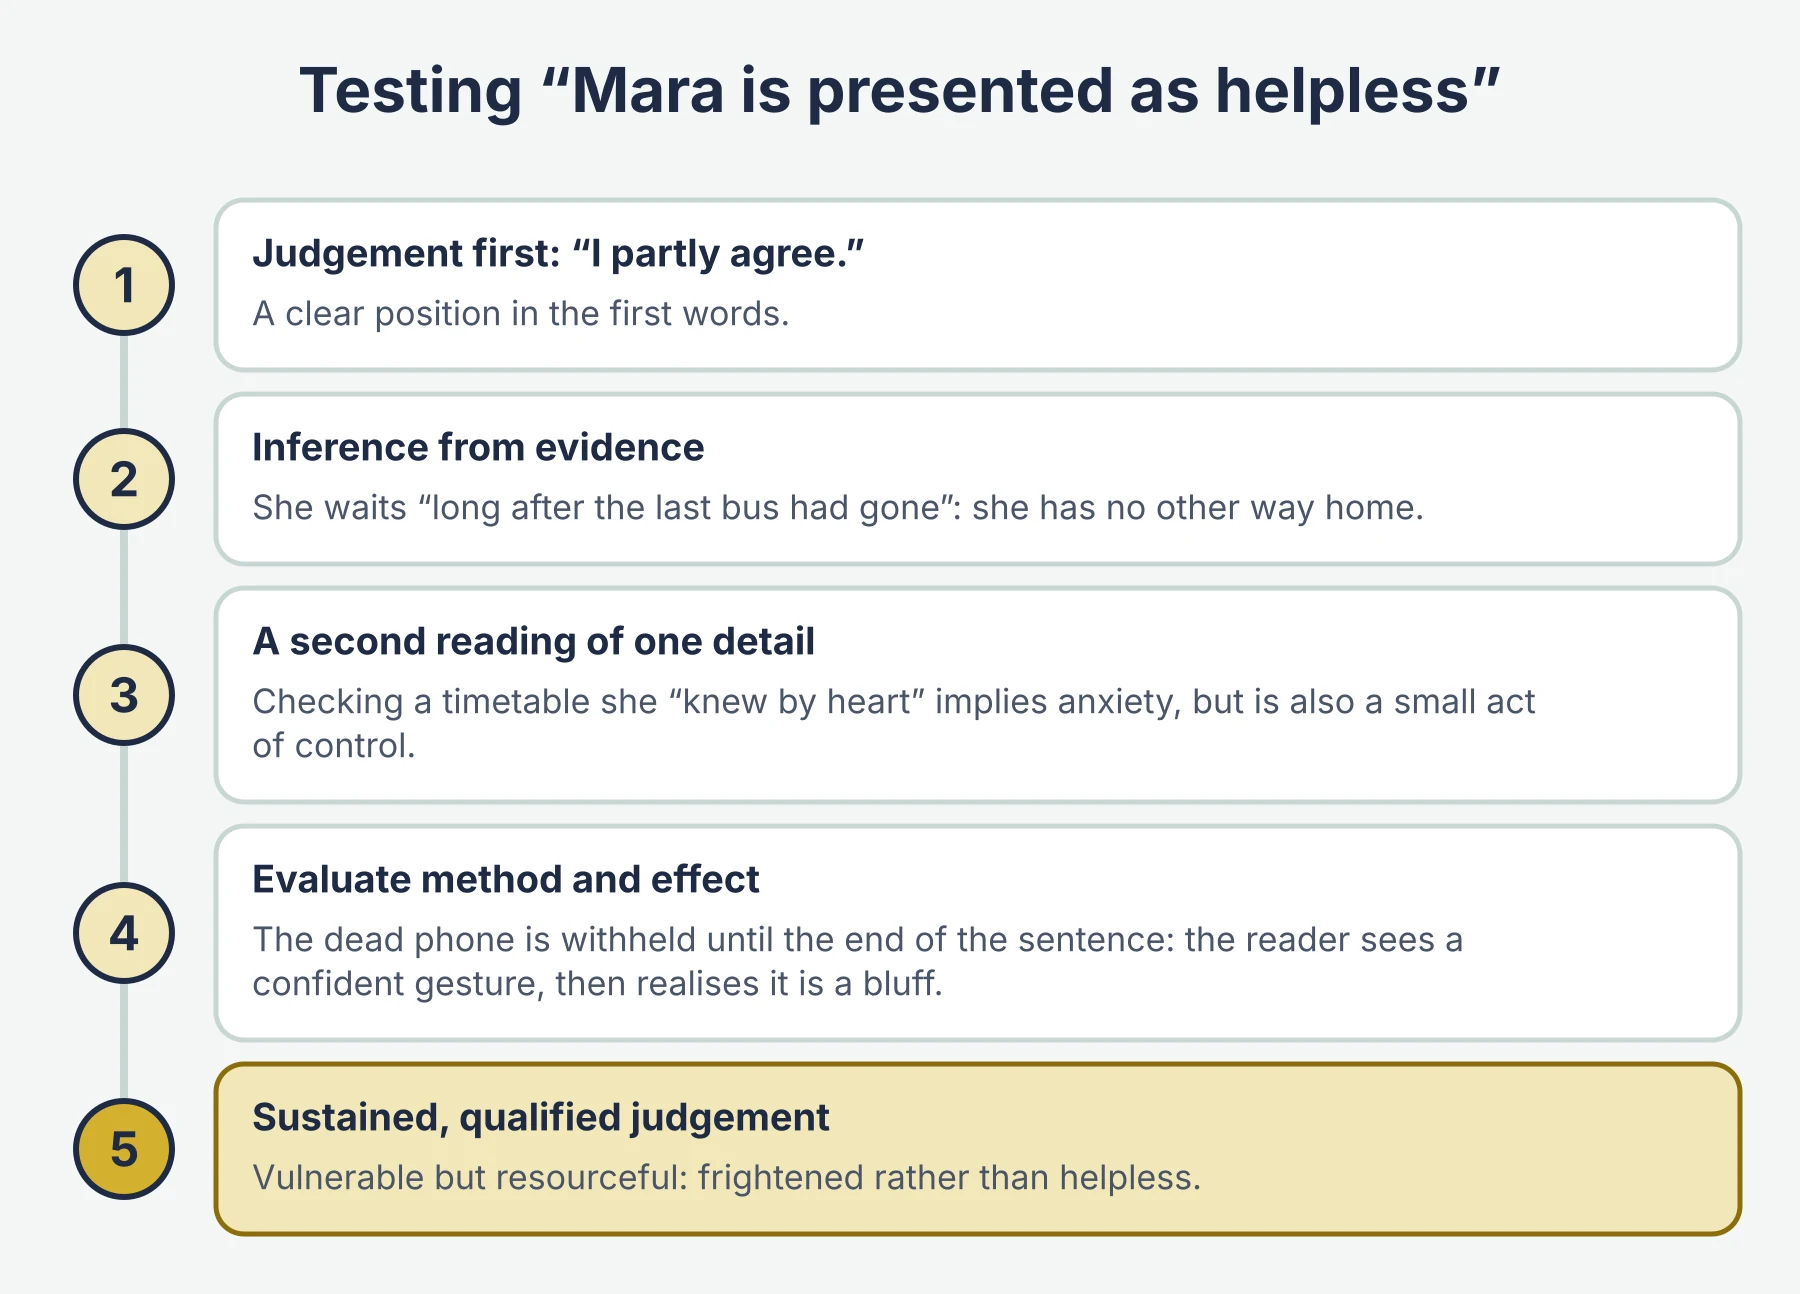 Testing “Mara is presented as helpless”
1
Judgement first: “I partly agree.”
A clear position in the first words.
2
Inference from evidence
She waits “long after the last bus had gone”: she has no other way home.
3
A second reading of one detail
Checking a timetable she “knew by heart” implies anxiety, but is also a small act
of control.
4
Evaluate method and effect
The dead phone is withheld until the end of the sentence: the reader sees a
confident gesture, then realises it is a bluff.
5
Sustained, qualified judgement
Vulnerable but resourceful: frightened rather than helpless.